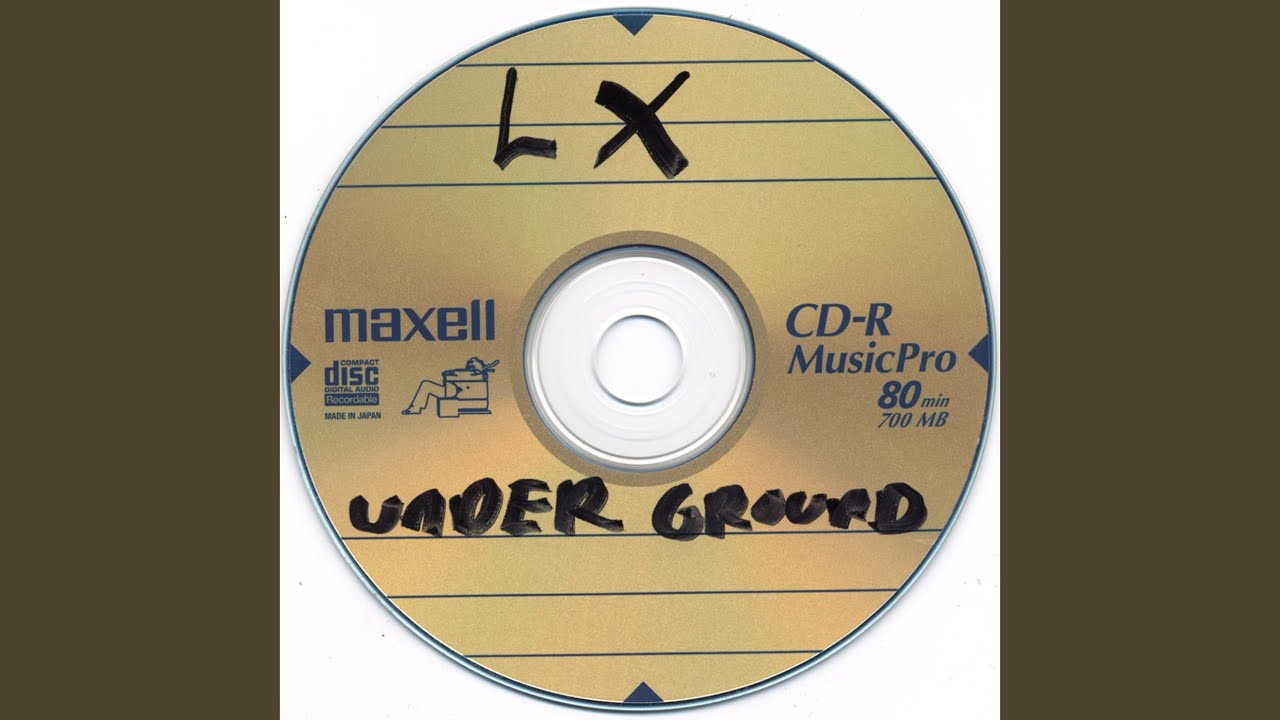 LX
maxell
CD-R
MusicPro
80 min
700 MB
COMPACT
disc
DIGITAL AUDIO
Recordable
MADE IN JAPAN
UNDER GROUND